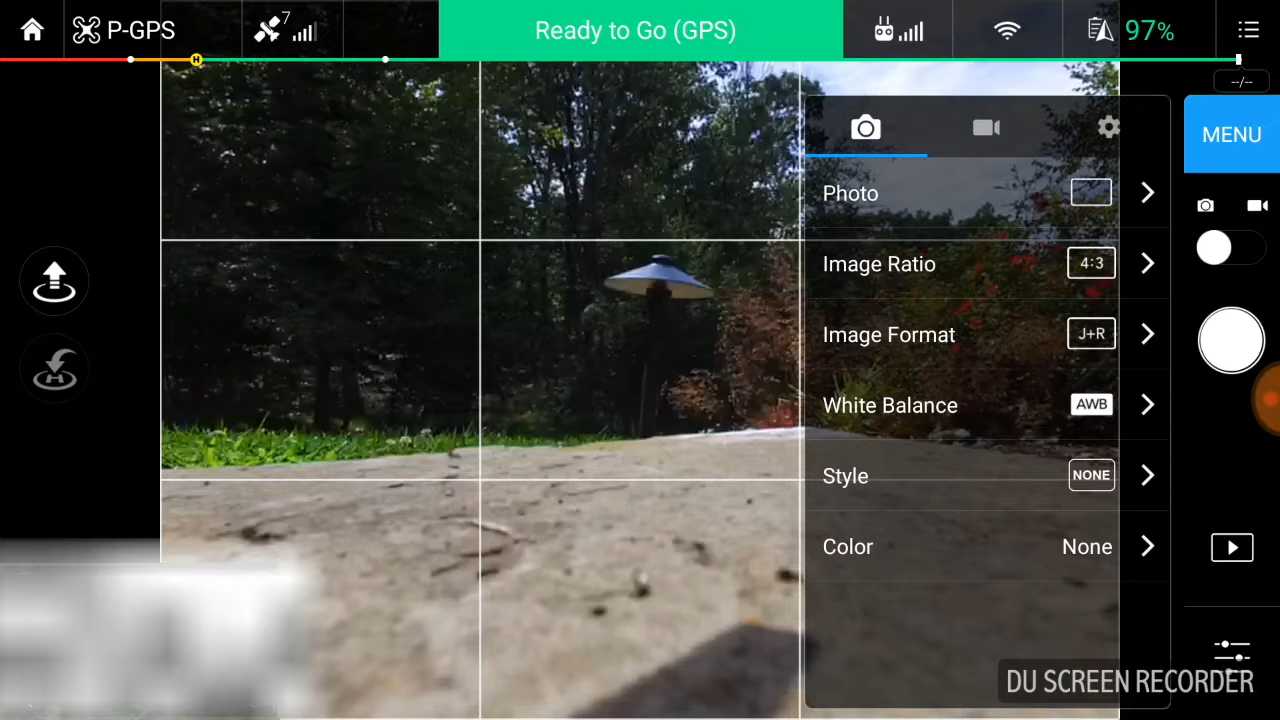 P-GPS
7
Ready to Go (GPS)
97%
--/--
MENU
Photo
Image Ratio 4:3
Image Format J+R
White Balance AWB
Style NONE
Color None
H
H
DU SCREEN RECORDER